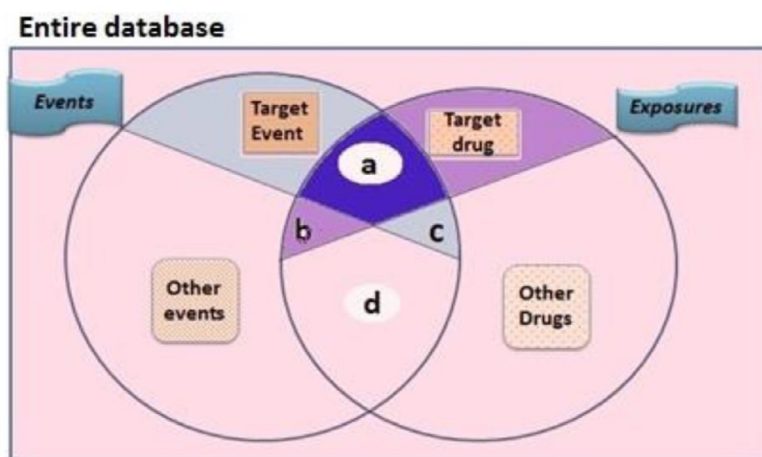 Entire database
Events
Target
Event
Target
drug
Exposures
a
b
c
Other
events
d
Other
Drugs